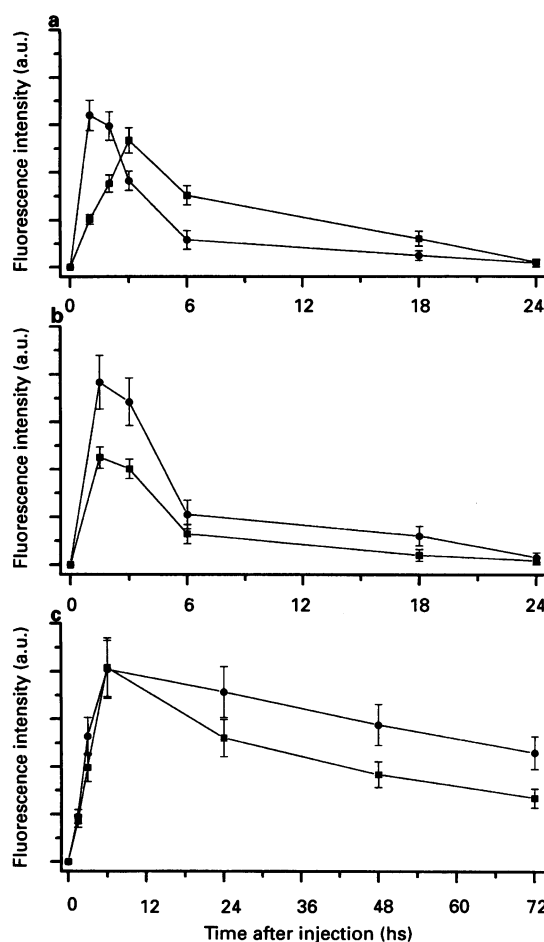 a
Fluorescence intensity (a.u.)
0 6 12 18 24
b
Fluorescence intensity (a.u.)
0 6 12 18 24
c
Fluorescence intensity (a.u.)
0 12 24 36 48 60 72
Time after injection (hs)